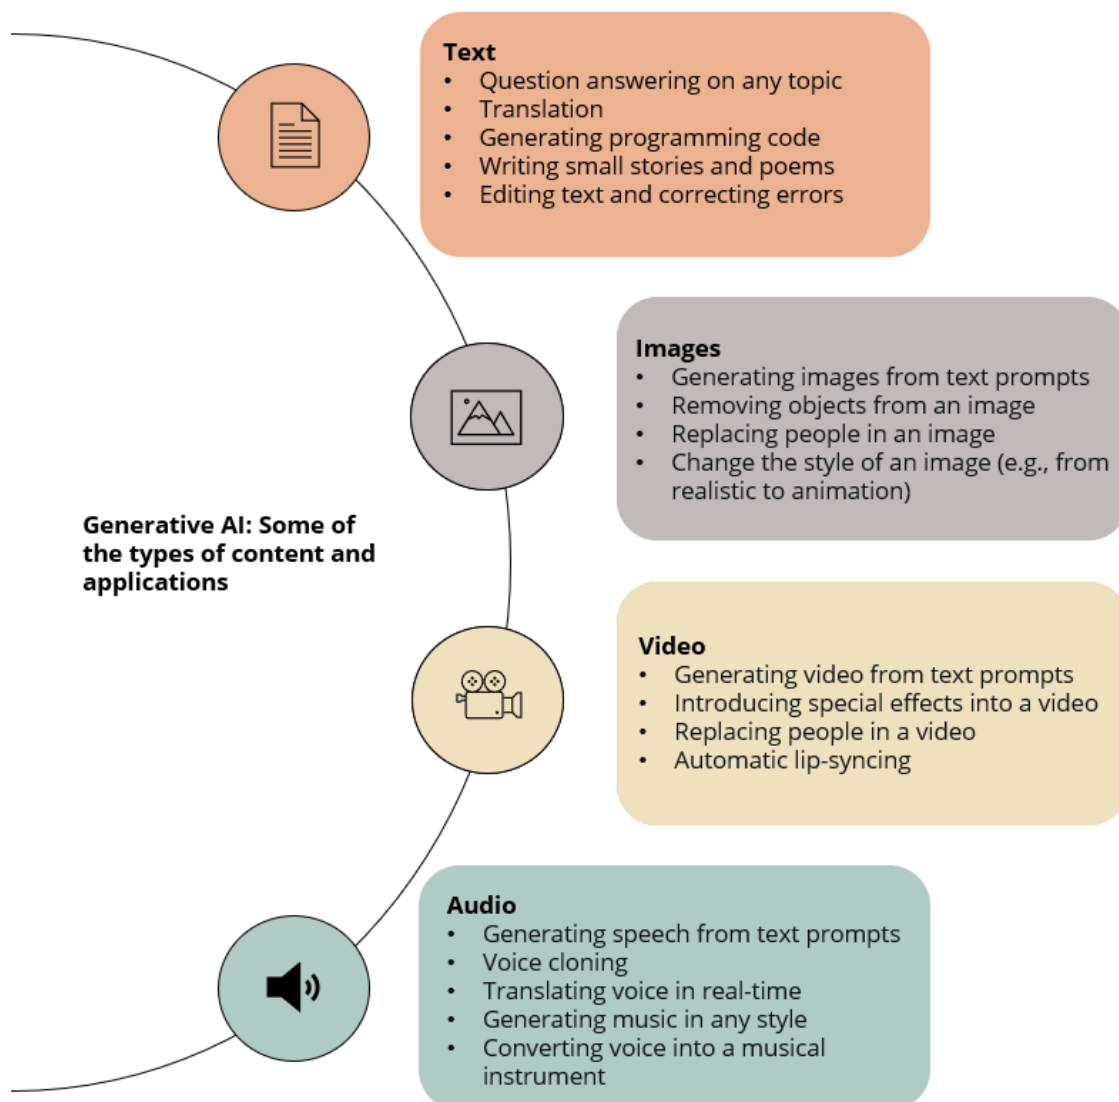 Text
• Question answering on any topic
• Translation
• Generating programming code
• Writing small stories and poems
• Editing text and correcting errors
Images
• Generating images from text prompts
• Removing objects from an image
• Replacing people in an image
• Change the style of an image (e.g., from
realistic to animation)
Generative AI: Some of
the types of content and
applications
Video
• Generating video from text prompts
• Introducing special effects into a video
• Replacing people in a video
• Automatic lip-syncing
Audio
• Generating speech from text prompts
• Voice cloning
• Translating voice in real-time
• Generating music in any style
• Converting voice into a musical
instrument